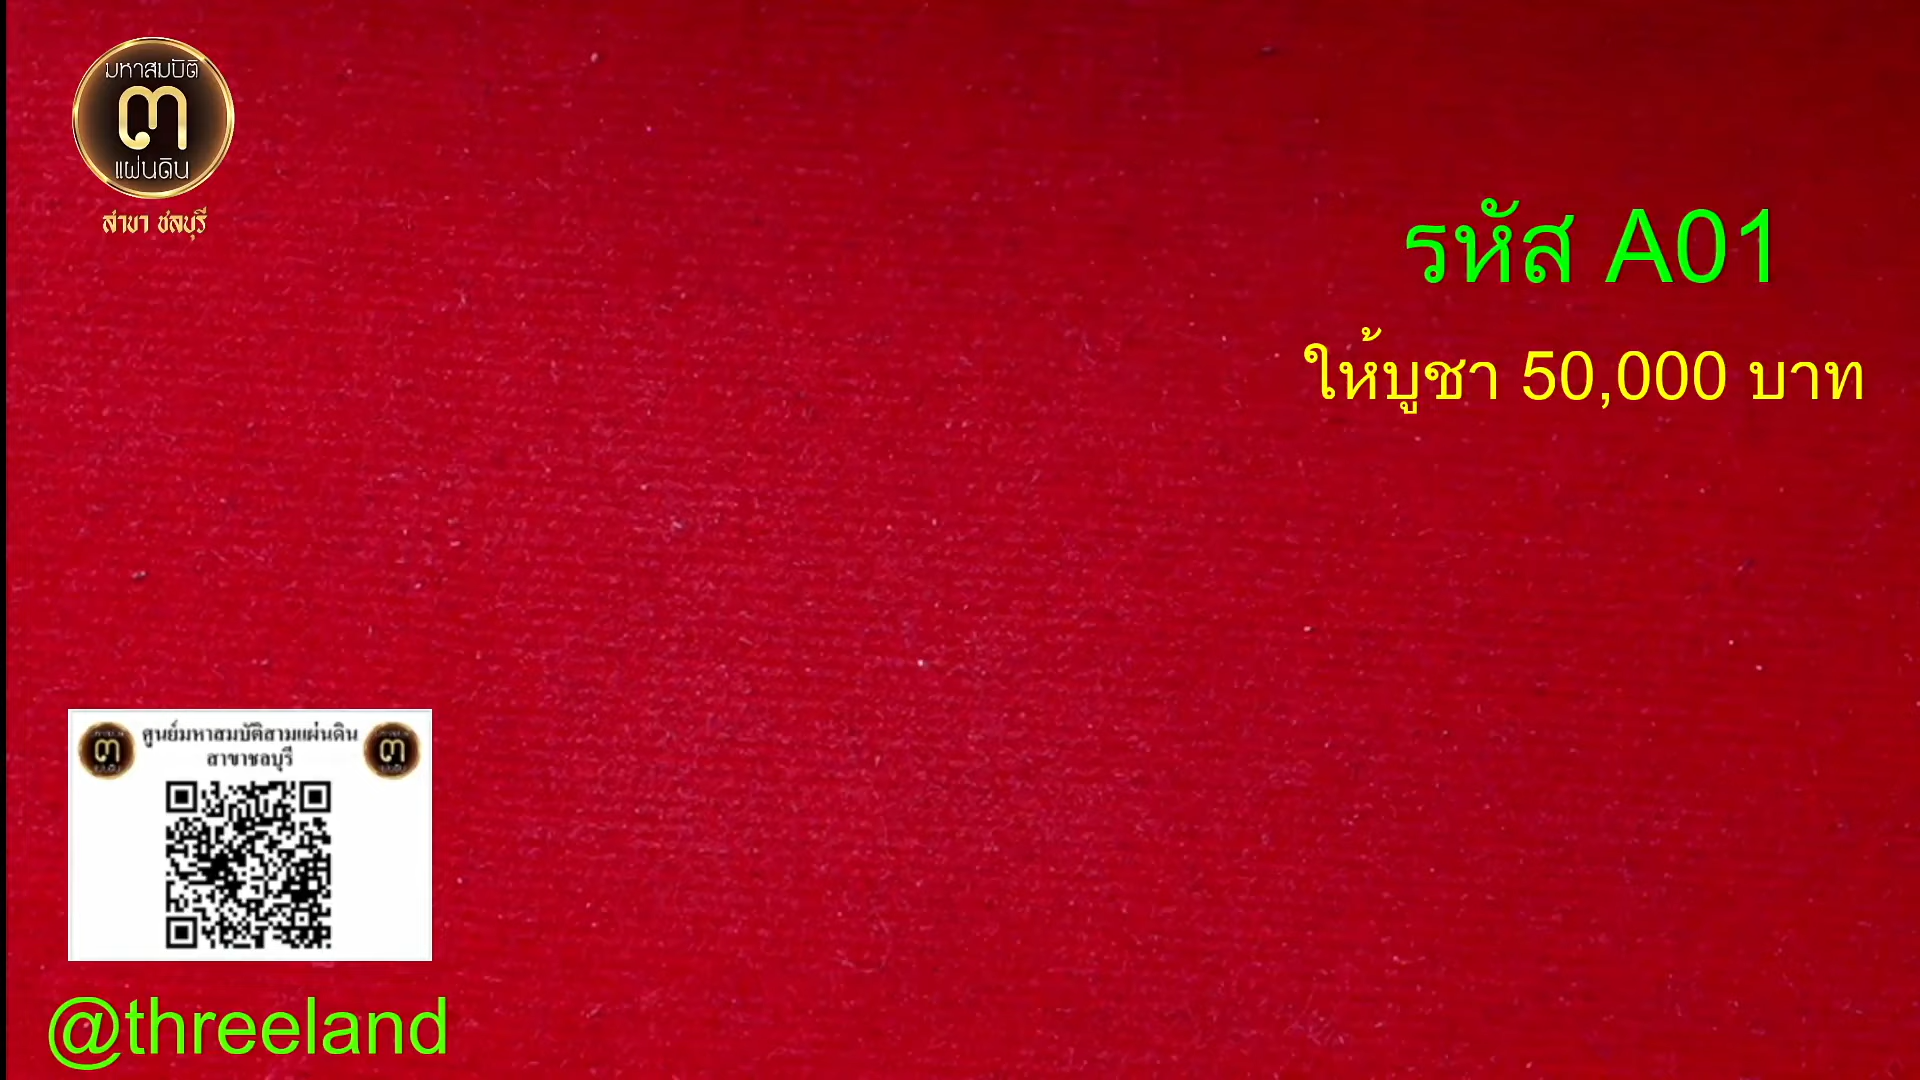 มหาสมบัติ
๓
แผ่นดิน
สาขา ชลบุรี
รหัส A01
ให้บูชา 50,000 บาท
ศูนย์มหาสมบัติสามแผ่นดิน
สาขาชลบุรี
@threeland